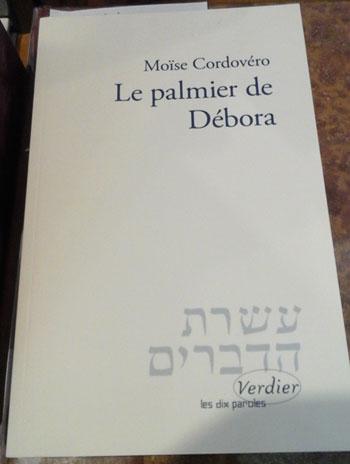 Moïse Cordovéro
Le palmier de
Débora
עשרת
הדברים
Verdier
les dix paroles